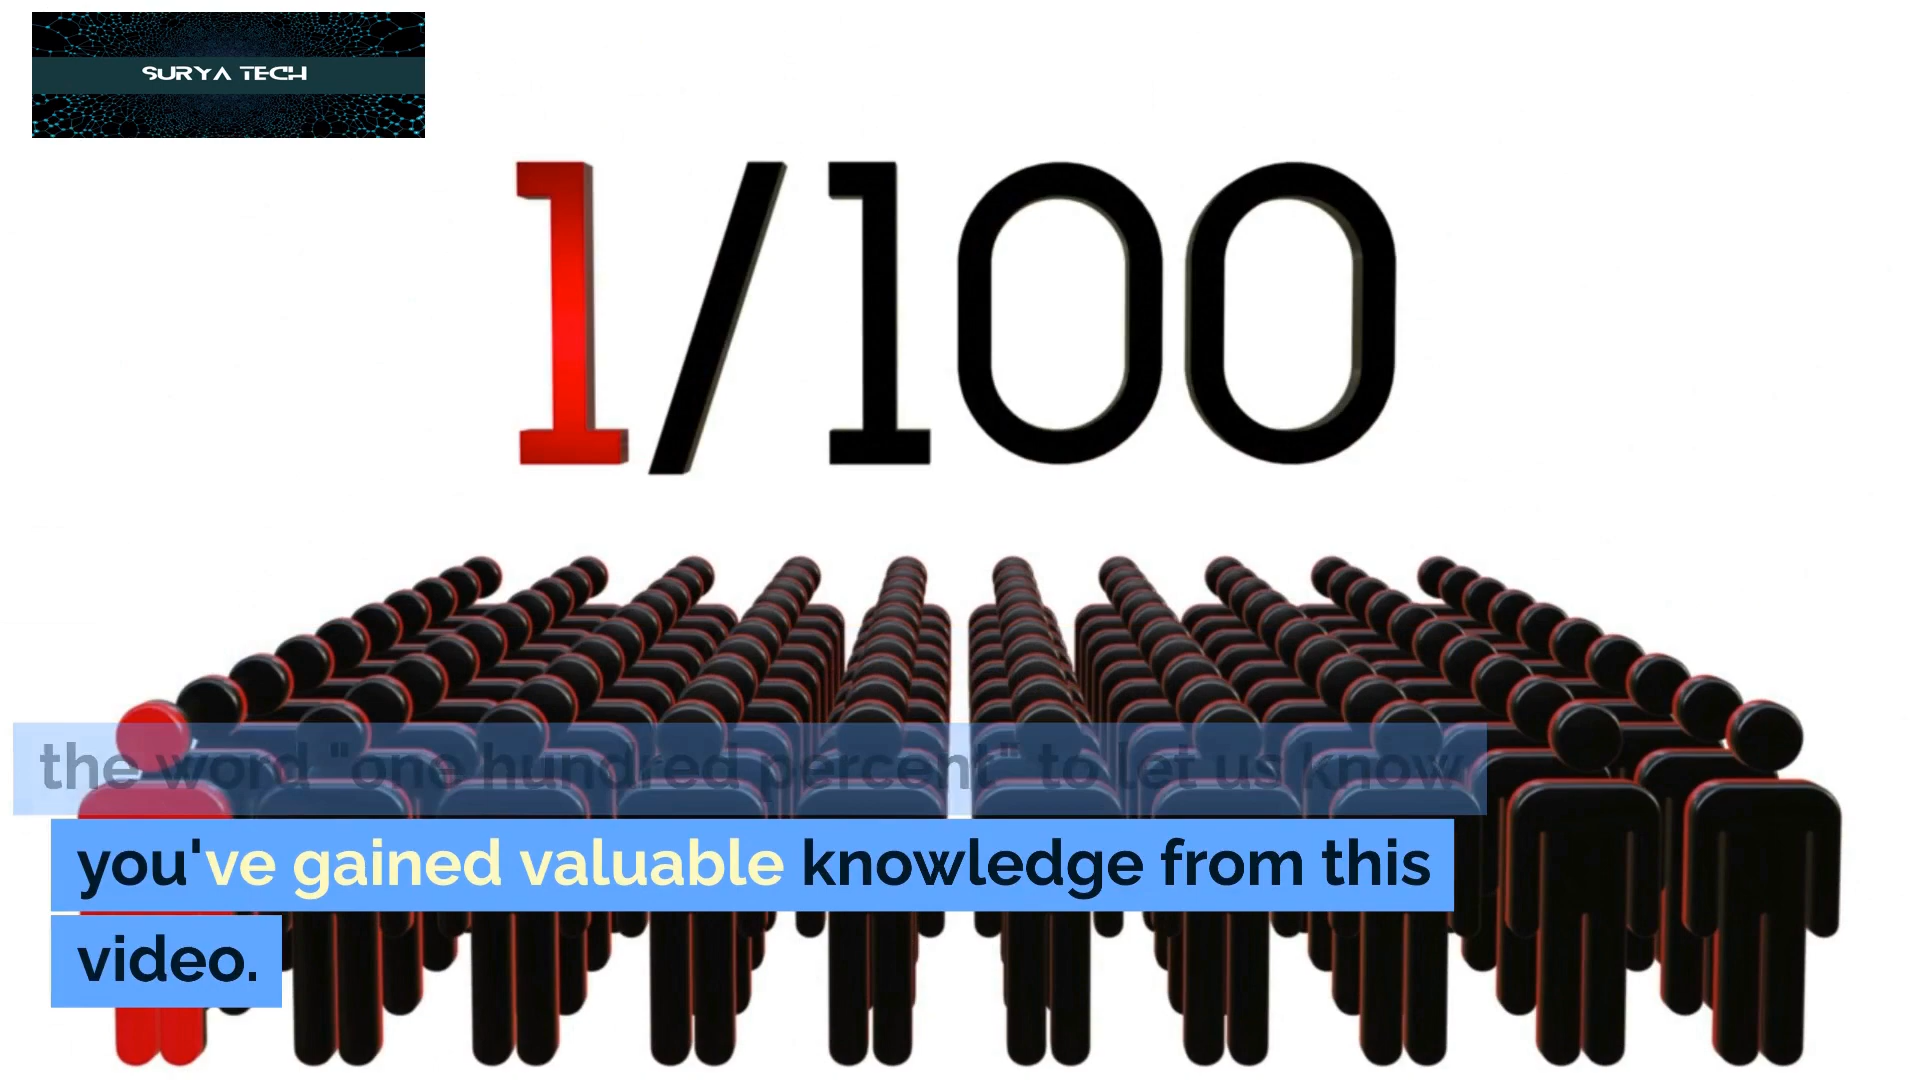 SURYA TECH
1/100
the word "one hundred percent" to let us know
you've gained valuable knowledge from this
video.